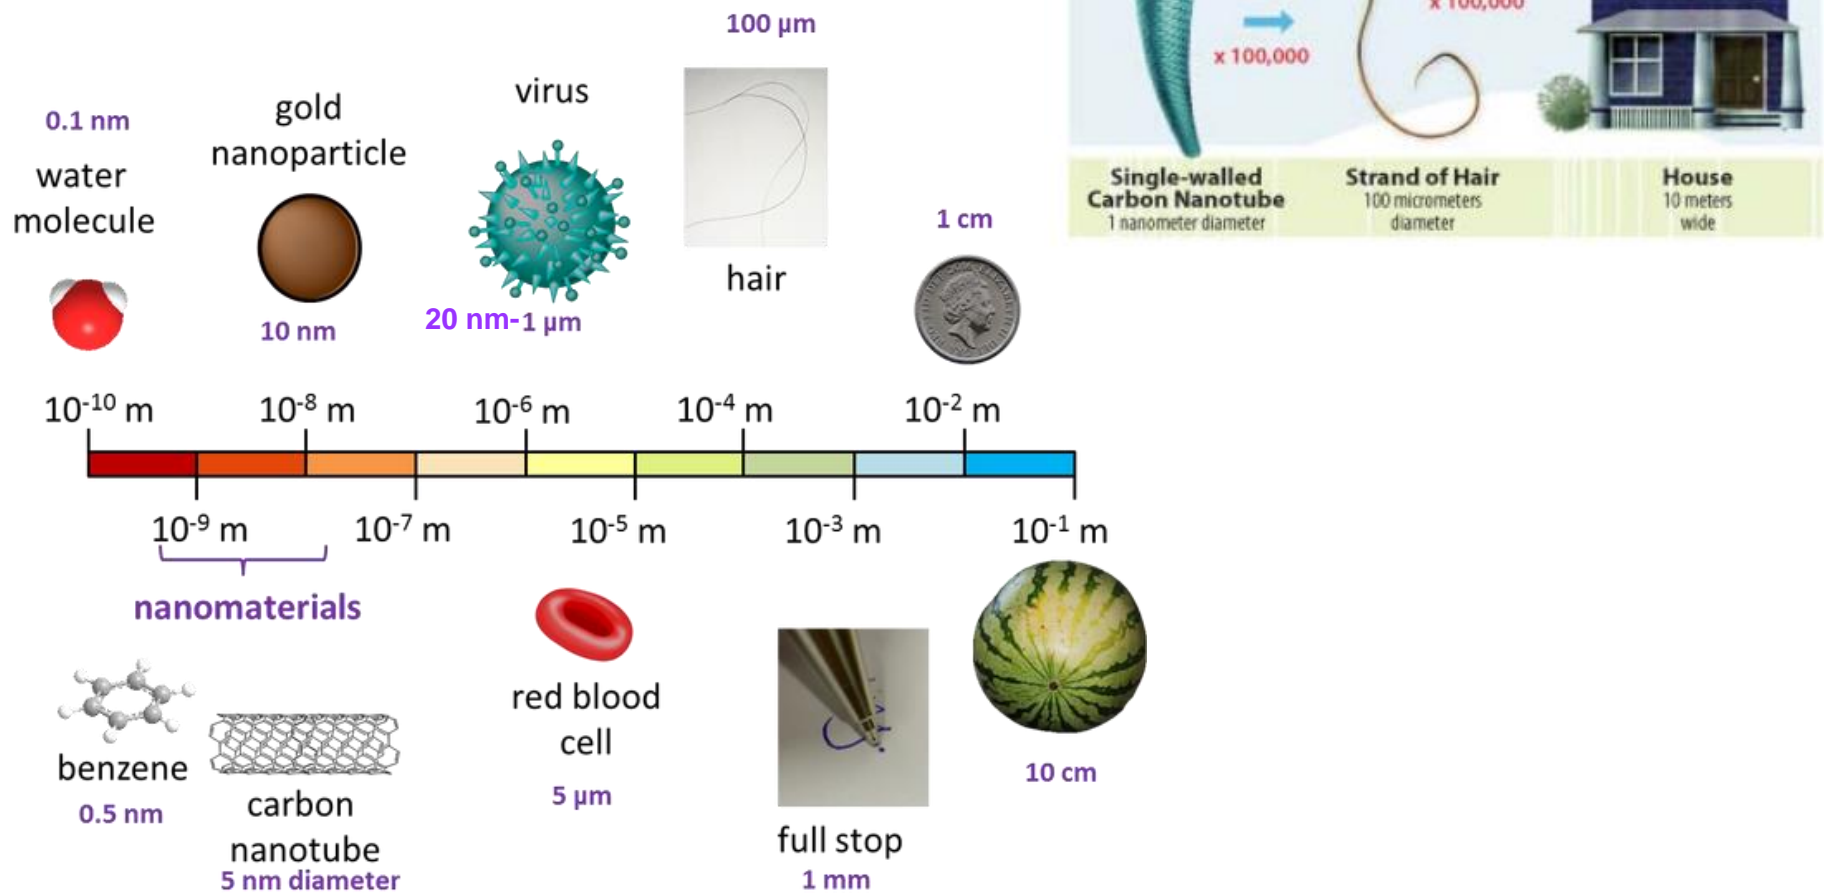 100 µm
x 100,000
x 100,000
virus
gold
nanoparticle
0.1 nm
water
molecule
Single-walled
Carbon Nanotube
1 nanometer diameter
Strand of Hair
100 micrometers
diameter
House
10 meters
wide
1 cm
hair
10 nm
20 nm-1 µm
10⁻¹⁰ m
10⁻⁸ m
10⁻⁶ m
10⁻⁴ m
10⁻² m
10⁻⁹ m
10⁻⁷ m
10⁻⁵ m
10⁻³ m
10⁻¹ m
nanomaterials
red blood
cell
5 µm
benzene
0.5 nm
carbon
nanotube
5 nm diameter
full stop
1 mm
10 cm